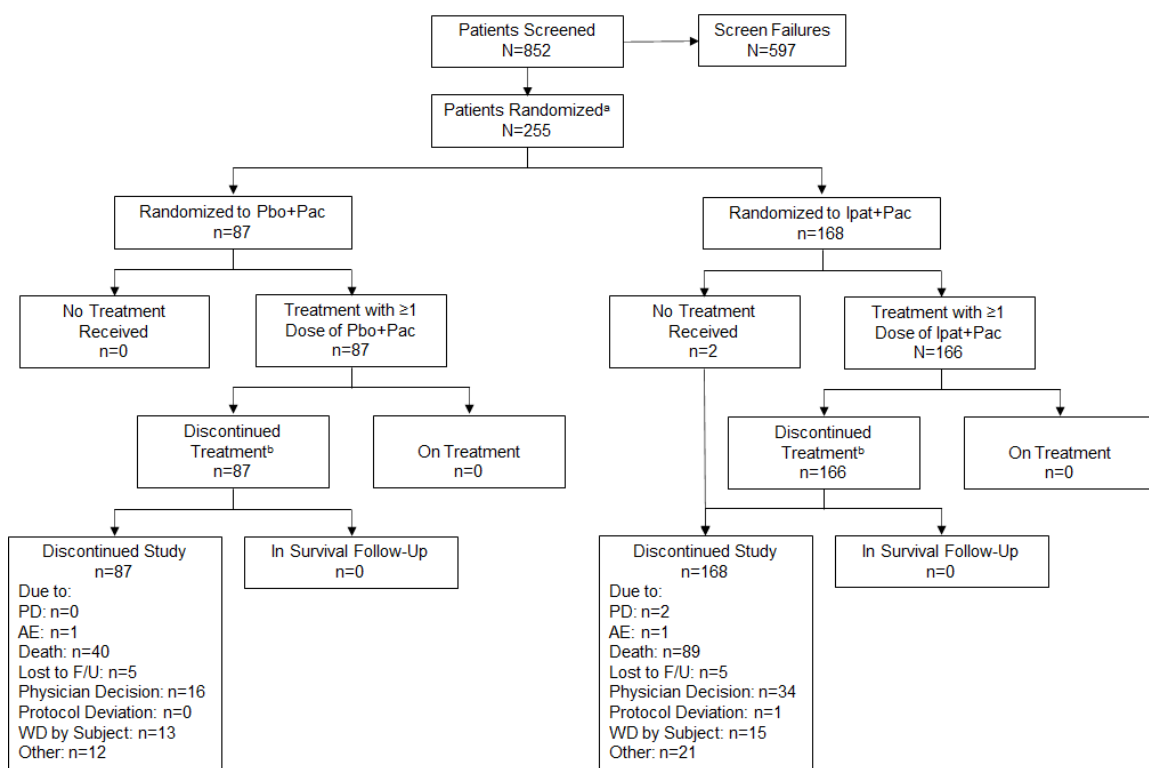 Patients Screened
N=852
Screen Failures
N=597
Patients Randomizedᵃ
N=255
Randomized to Pbo+Pac
n=87
Randomized to Ipat+Pac
n=168
No Treatment
Received
n=0
Treatment with ≥1
Dose of Pbo+Pac
n=87
No Treatment
Received
n=2
Treatment with ≥1
Dose of Ipat+Pac
N=166
Discontinued
Treatmentᵇ
n=87
On Treatment
n=0
Discontinued
Treatmentᵇ
n=166
On Treatment
n=0
Discontinued Study
n=87
Due to:
PD: n=0
AE: n=1
Death: n=40
Lost to F/U: n=5
Physician Decision: n=16
Protocol Deviation: n=0
WD by Subject: n=13
Other: n=12
In Survival Follow-Up
n=0
Discontinued Study
n=168
Due to:
PD: n=2
AE: n=1
Death: n=89
Lost to F/U: n=5
Physician Decision: n=34
Protocol Deviation: n=1
WD by Subject: n=15
Other: n=21
In Survival Follow-Up
n=0